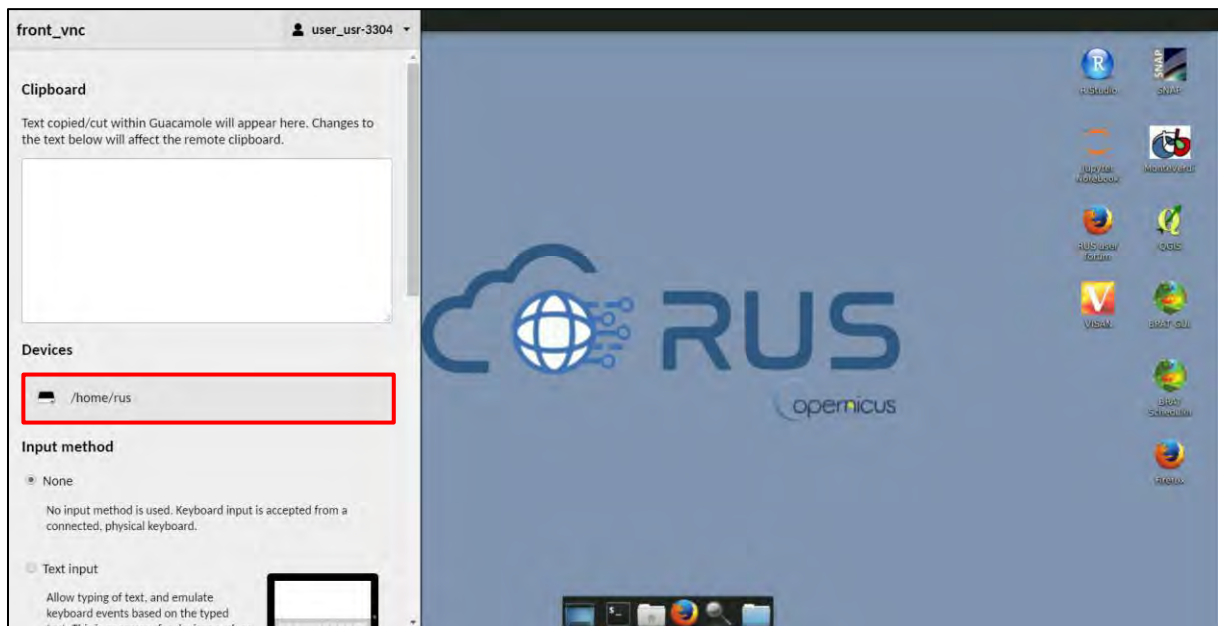 front_vnc
user_usr-3304
Clipboard
Text copied/cut within Guacamole will appear here. Changes to
the text below will affect the remote clipboard.
Devices
/home/rus
Input method
None
No input method is used. Keyboard input is accepted from a
connected, physical keyboard.
Text input
Allow typing of text, and emulate
keyboard events based on the typed
RUS
opernicus
R Studio
SNAP
SNAP
Jupyter
Notebook
Monteverdi
RUS user
forum
QGIS
VISAN
BRAT GUI
BRAT
Scheduler
Firefox